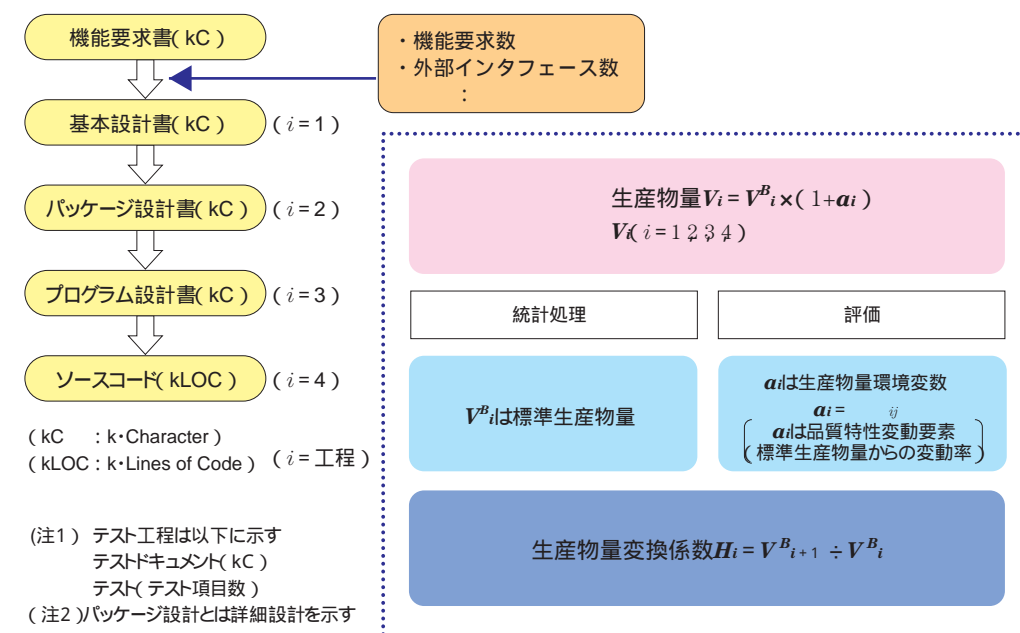 機能要求書( kC )
・機能要求数
・外部インタフェース数
:
基本設計書( kC ) ( i = 1 )
パッケージ設計書( kC ) ( i = 2 )
プログラム設計書( kC ) ( i = 3 )
ソースコード( kLOC ) ( i = 4 )
( kC : k・Character )
( kLOC : k・Lines of Code ) ( i = 工程 )
(注1 ) テスト工程は以下に示す
テストドキュメント( kC )
テスト( テスト項目数 )
( 注2 )パッケージ設計とは詳細設計を示す
生産物量Vi = V^B i ×( 1+ai )
Vi( i = 1 , 2 , 3 , 4 )
統計処理
評価
V^B iは標準生産物量
aiは生産物量環境変数
ai = ij
aiは品質特性変動要素
( 標準生産物量からの変動率 )
生産物量変換係数Hi = V^B i+1 ÷ V^B i